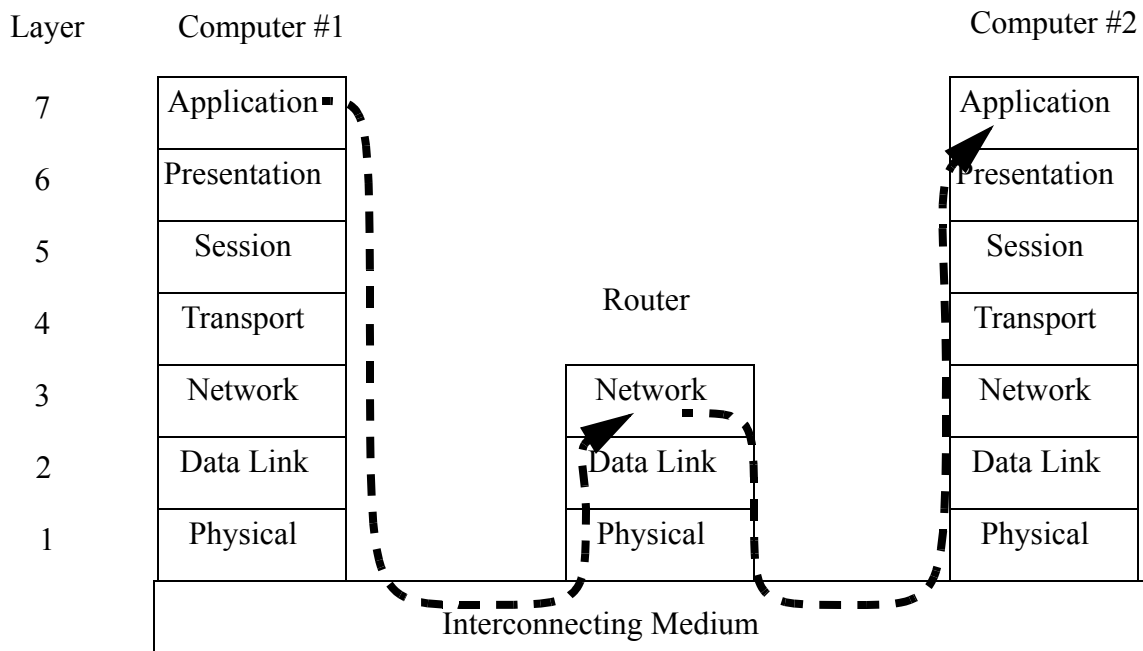 Layer Computer #1 Computer #2
7 Application Application
6 Presentation Presentation
5 Session Session
Router
4 Transport Transport
3 Network Network Network
2 Data Link Data Link Data Link
1 Physical Physical Physical
Interconnecting Medium